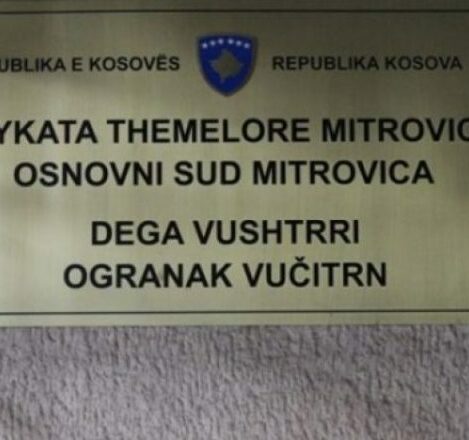 UBLIKA E KOSOVËS REPUBLIKA KOSOVA
YKATA THEMELORE MITROVIC
OSNOVNI SUD MITROVICA
DEGA VUSHTRRI
OGRANAK VUČITRN